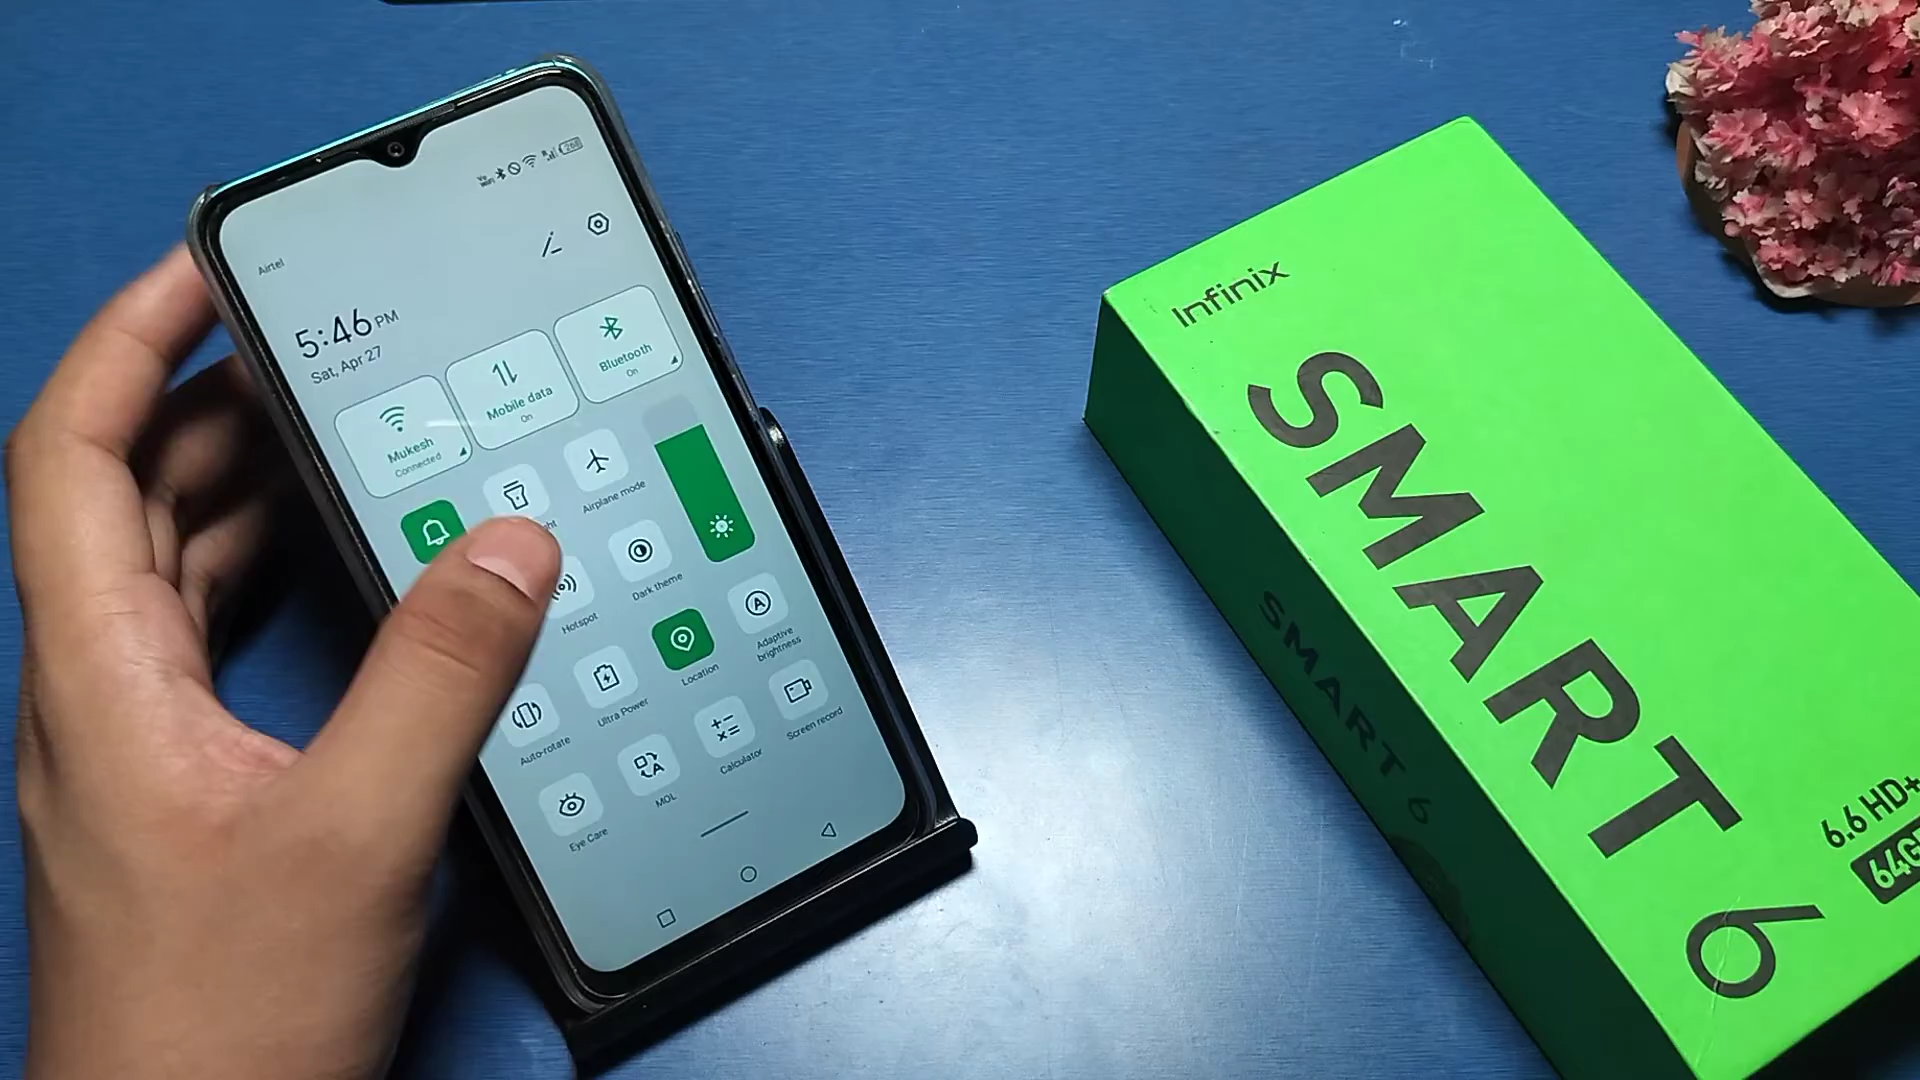 Airtel
5:46 PM
Sat, Apr 27
Mukesh
Connected
Mobile data
On
Bluetooth
On
Airplane mode
Hotspot
Dark theme
Auto-rotate
Ultra Power
Location
Adaptive
brightness
Eye Care
MOL
Calculator
Screen record
Infinix
SMART 6
6.6 HD+
SMART 6